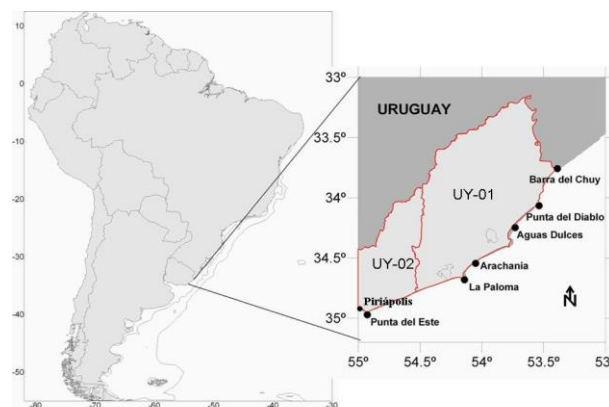 10
0
-10
-20
-30
-40
-50
-80
-70
-60
-50
-40
-30
33º
33.5º
34º
34.5º
35º
URUGUAY
UY-01
UY-02
Barra del Chuy
Punta del Diablo
Aguas Dulces
Arachania
La Paloma
Piriápolis
Punta del Este
N
55º
54.5º
54º
53.5º